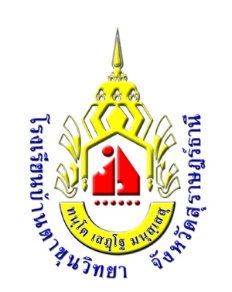 ทนฺโต เสฏฺโฐ มนุสฺเสสุ
โรงเรียนบ้านตาขุนวิทยา จังหวัดสุราษฎร์ธานี